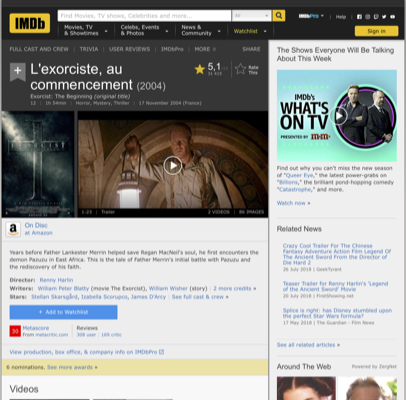 IMDb
Find Movies, TV shows, Celebrities and more...
All
IMDbPro
Help
Movies, TV
& Showtimes
Celebs, Events
& Photos
News &
Community
Watchlist
Sign in
FULL CAST AND CREW | TRIVIA | USER REVIEWS | IMDbPro | MORE
SHARE
L'exorciste, au
commencement (2004)
5,1
Rate
This
Exorcist: The Beginning (original title)
12 | 1h 54min | Horror, Mystery, Thriller | 17 November 2004 (France)
1:23 | Trailer
2 VIDEOS | 86 IMAGES
On Disc
at Amazon
Years before Father Lankester Merrin helped save Regan MacNeil's soul, he first encounters the
demon Pazuzu in East Africa. This is the tale of Father Merrin's initial battle with Pazuzu and
the rediscovery of his faith.
Director: Renny Harlin
Writers: William Peter Blatty (movie The Exorcist), William Wisher (story) | 2 more credits »
Stars: Stellan Skarsgård, Izabella Scorupco, James D'Arcy | See full cast & crew »
+ Add to Watchlist
30
Metascore
From metacritic.com
Reviews
308 user | 169 critic
View production, box office, & company info on IMDbPro
6 nominations. See more awards »
Videos
The Shows Everyone Will Be Talking
About This Week
IMDb's
WHAT'S
ON TV
PRESENTED BY
Find out why you can't miss the new season
of "Queer Eye," the latest power-grabs on
"Billions," the brilliant pond-hopping comedy
"Catastrophe," and more.
Watch now »
Related News
Crazy Cool Trailer For The Chinese
Fantasy Adventure Action Film Legend Of
The Ancient Sword From the Director of
Die Hard 2
26 July 2018 | GeekTyrant
Teaser Trailer for Renny Harlin's 'Legend
of the Ancient Sword' Movie
20 July 2018 | FirstShowing.net
Splice is right: has Disney stumbled upon
the perfect Star Wars formula?
17 May 2018 | The Guardian - Film News
See all related articles »
Around The Web
Powered by ZergNet